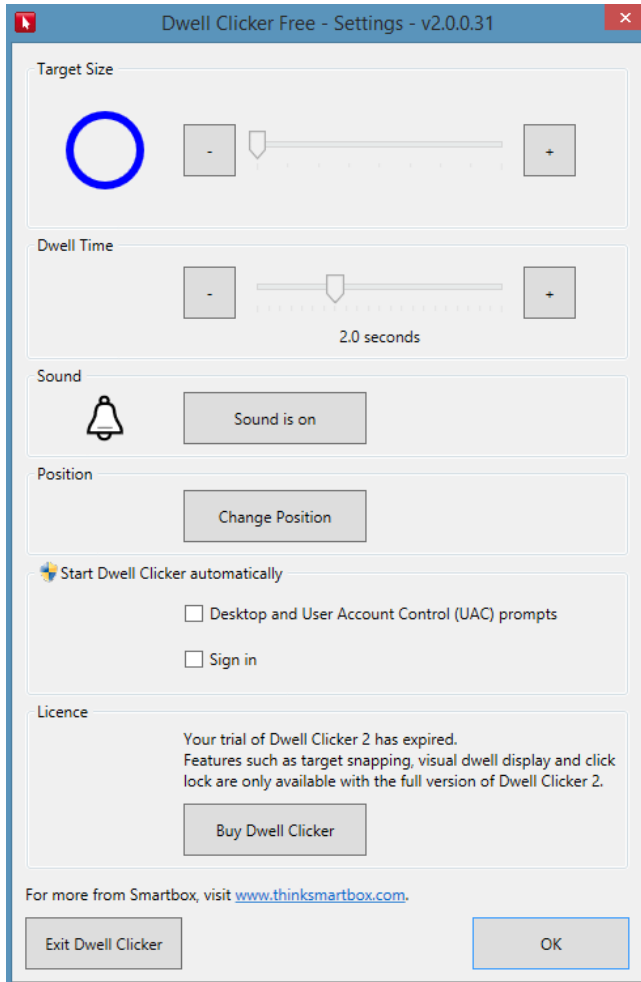 Dwell Clicker Free - Settings - v2.0.0.31
Target Size
-
+
Dwell Time
-
+
2.0 seconds
Sound
Sound is on
Position
Change Position
Start Dwell Clicker automatically
Desktop and User Account Control (UAC) prompts
Sign in
Licence
Your trial of Dwell Clicker 2 has expired.
Features such as target snapping, visual dwell display and click
lock are only available with the full version of Dwell Clicker 2.
Buy Dwell Clicker
For more from Smartbox, visit www.thinksmartbox.com.
Exit Dwell Clicker
OK